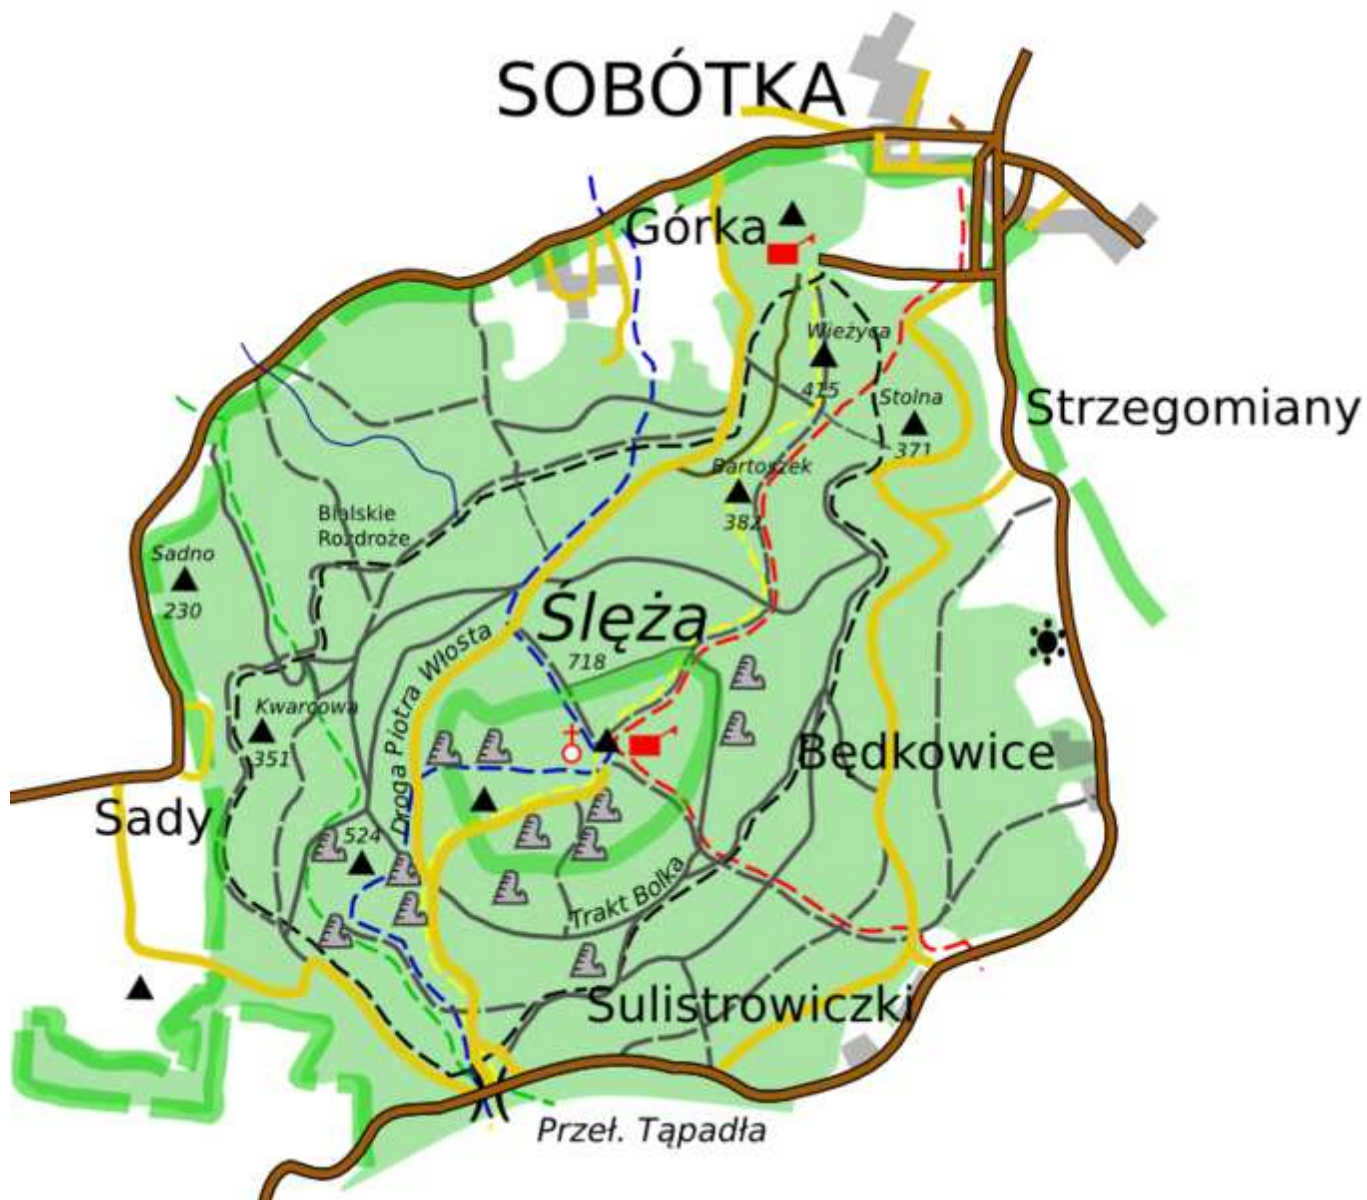 SOBÓTKA
Górka
Wieżyca
415
Stolna
371
Strzegomiany
Bartoszek
382
Bialskie
Rozdroże
Sadno
230
Ślęża
718
Droga Piotra Włosta
Kwarcowa
351
Będkowice
Sady
524
Trakt Bolka
Sulistrowiczki
Przeł. Tąpadła